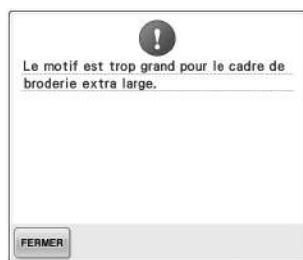 Le motif est trop grand pour le cadre de
broderie extra large.
FERMER